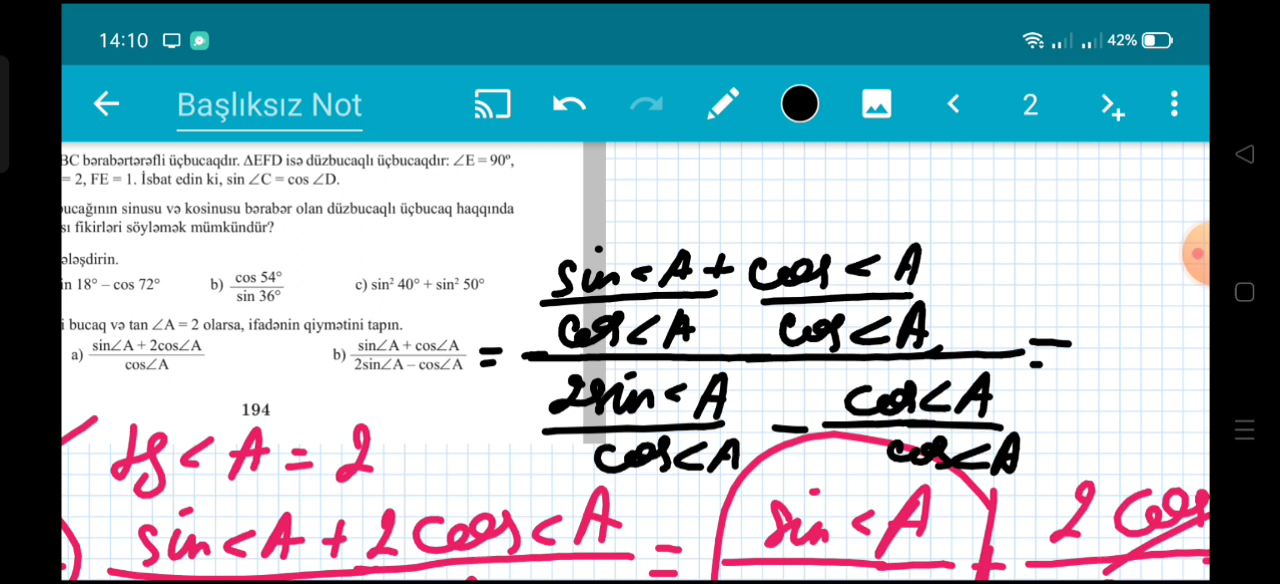 14:10 42%
Başlıksız Not 2
BC bərabərtərəfli üçbucaqdır. ΔEFD isə düzbucaqlı üçbucaqdır: ∠E = 90°,
= 2, FE = 1. İsbat edin ki, sin ∠C = cos ∠D.
bucağının sinusu və kosinusu bərabər olan düzbucaqlı üçbucaq haqqında
sı fikirləri söyləmək mümkündür?
ələşdirin.
in 18° – cos 72° b) cos 54° / sin 36° c) sin² 40° + sin² 50°
i bucaq və tan ∠A = 2 olarsa, ifadənin qiymətini tapın.
a) sin∠A + 2cos∠A / cos∠A b) sin∠A + cos∠A / 2sin∠A – cos∠A
194
sin<A + cos<A
= cos<A cos<A =
2sin<A – cos<A
cos<A cos<A
tg<A = 2
) sin<A + 2cos<A = sin<A + 2cos